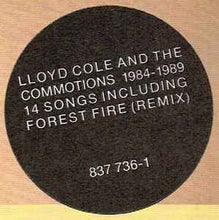 LLOYD COLE AND THE
COMMOTIONS 1984-1989
14 SONGS INCLUDING
FOREST FIRE (REMIX)
837 736-1